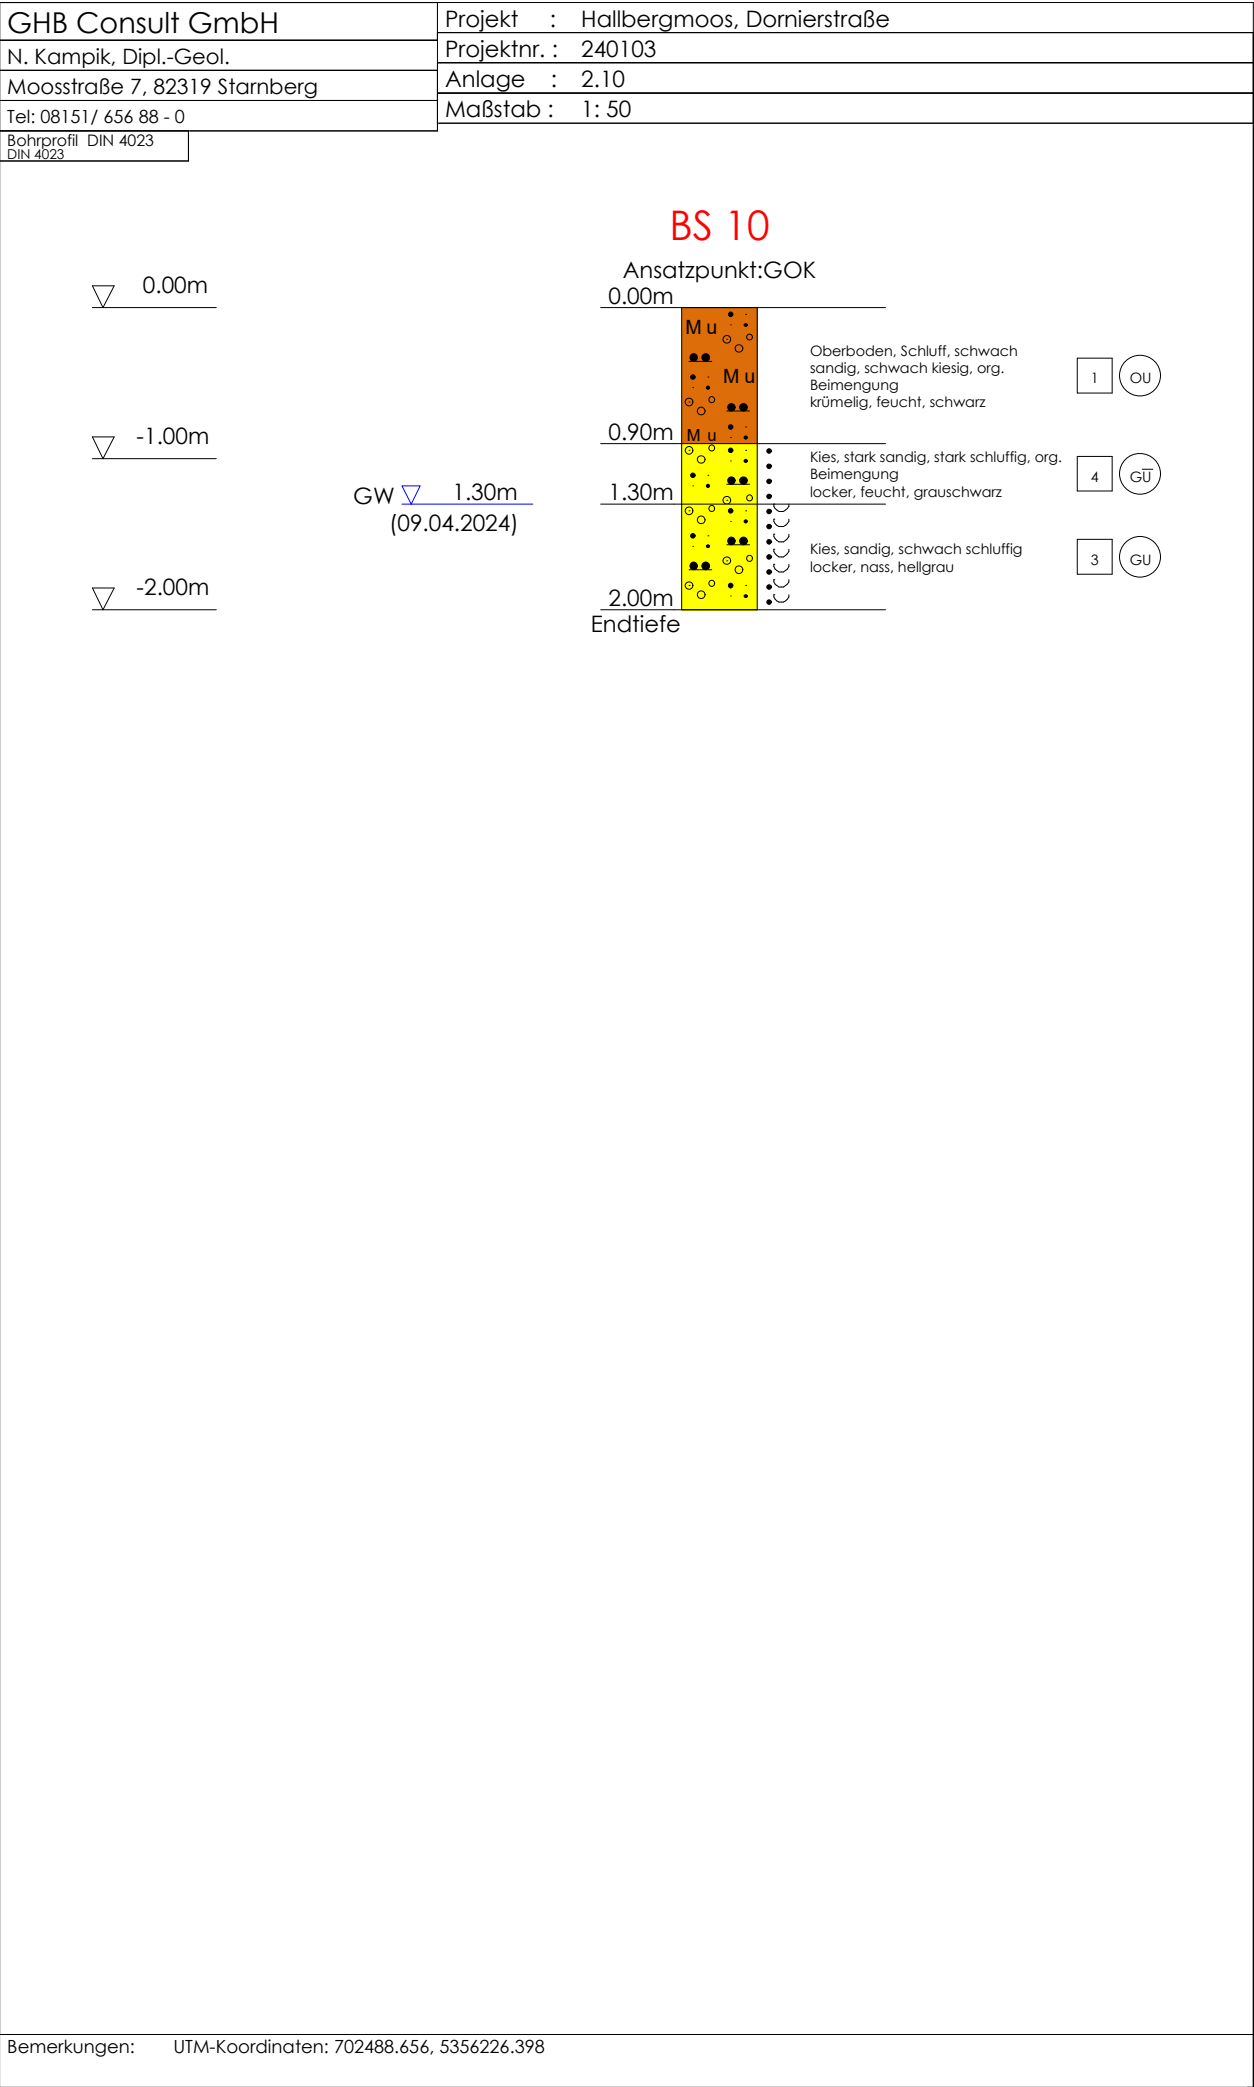 GHB Consult GmbH
N. Kampik, Dipl.-Geol.
Moosstraße 7, 82319 Starnberg
Tel: 08151/ 656 88 - 0
Bohrprofil DIN 4023
DIN 4023
Projekt : Hallbergmoos, Dornierstraße
Projektnr. : 240103
Anlage : 2.10
Maßstab : 1: 50
BS 10
Ansatzpunkt:GOK
0.00m
0.00m
Mu
Mu
Mu
Oberboden, Schluff, schwach
sandig, schwach kiesig, org.
Beimengung
krümelig, feucht, schwarz
1 OU
-1.00m
0.90m
Kies, stark sandig, stark schluffig, org.
Beimengung
locker, feucht, grauschwarz
4 GU̅
GW 1.30m
(09.04.2024)
1.30m
Kies, sandig, schwach schluffig
locker, nass, hellgrau
3 GU
-2.00m
2.00m
Endtiefe
Bemerkungen: UTM-Koordinaten: 702488.656, 5356226.398